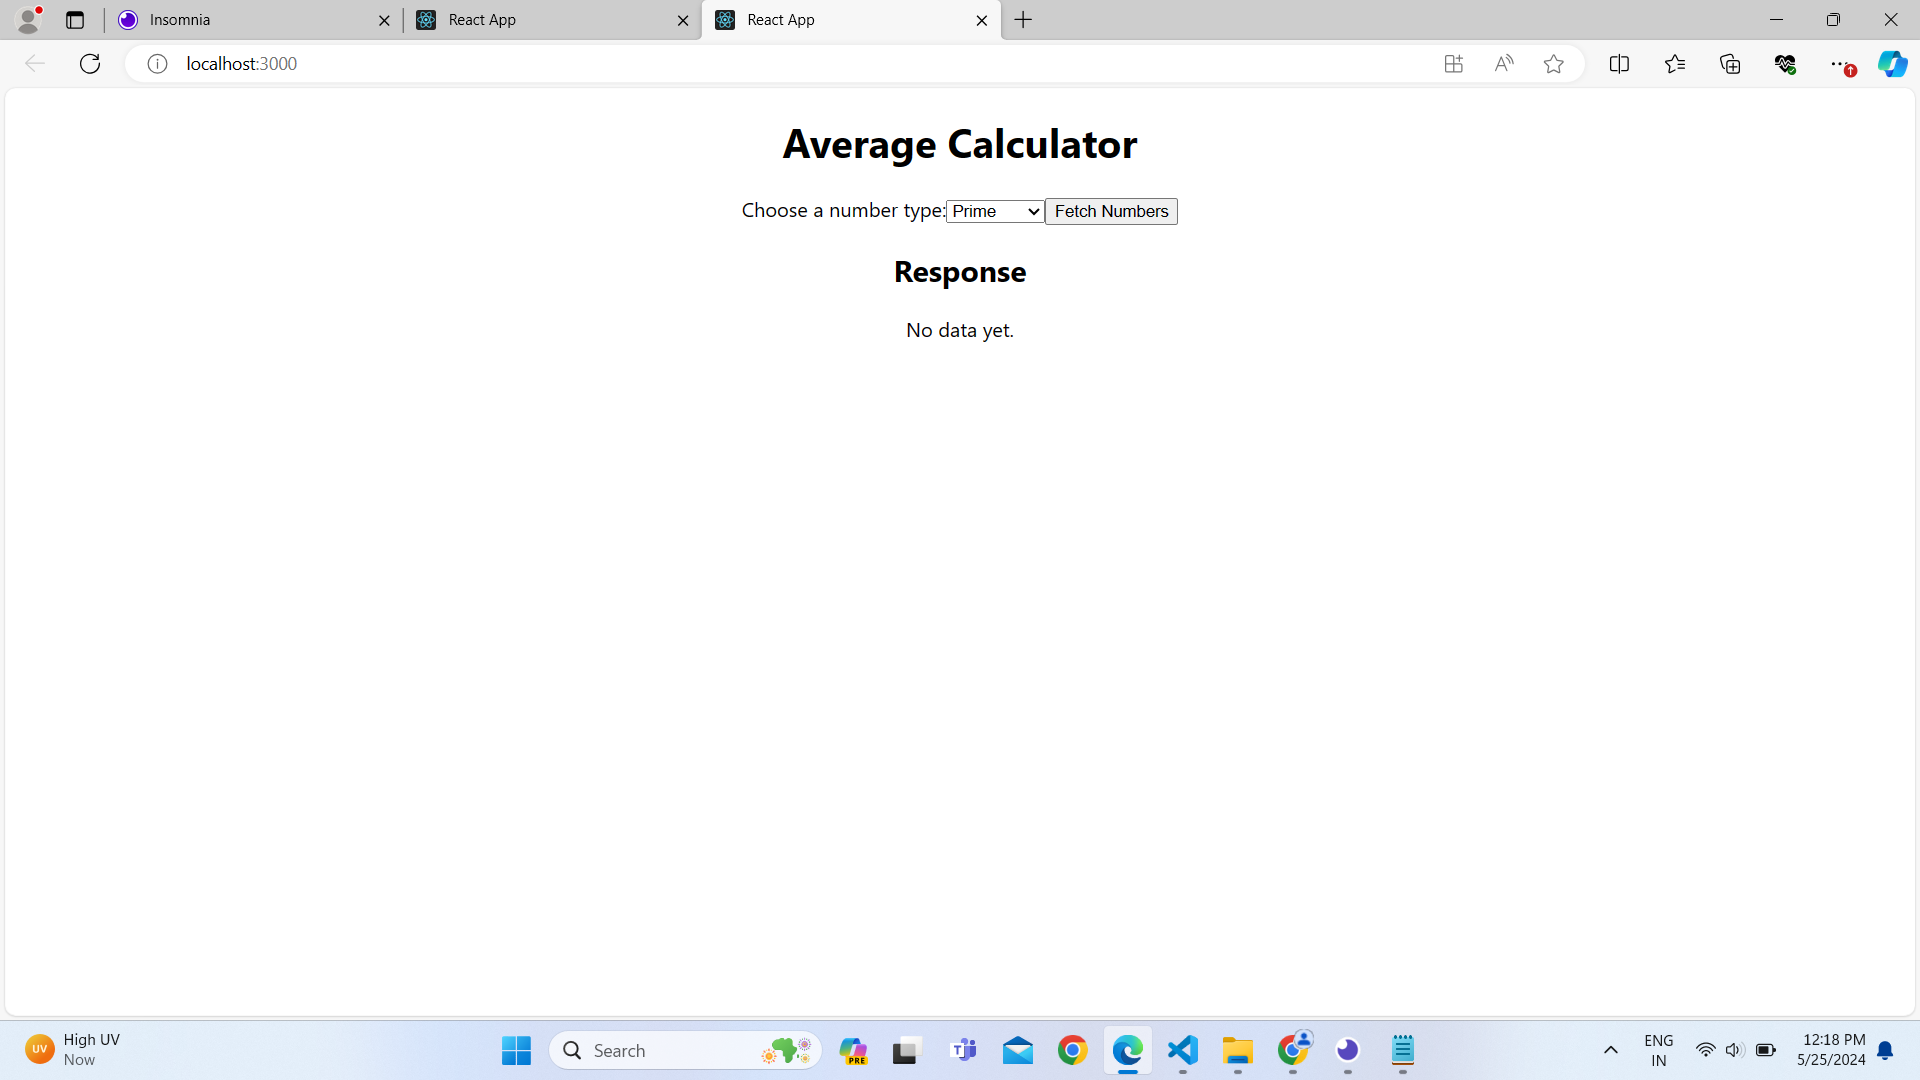 Insomnia
React App
React App
localhost:3000
Average Calculator
Choose a number type: Prime Fetch Numbers
Response
No data yet.
UV
High UV
Now
Search
PRE
ENG
IN
12:18 PM
5/25/2024